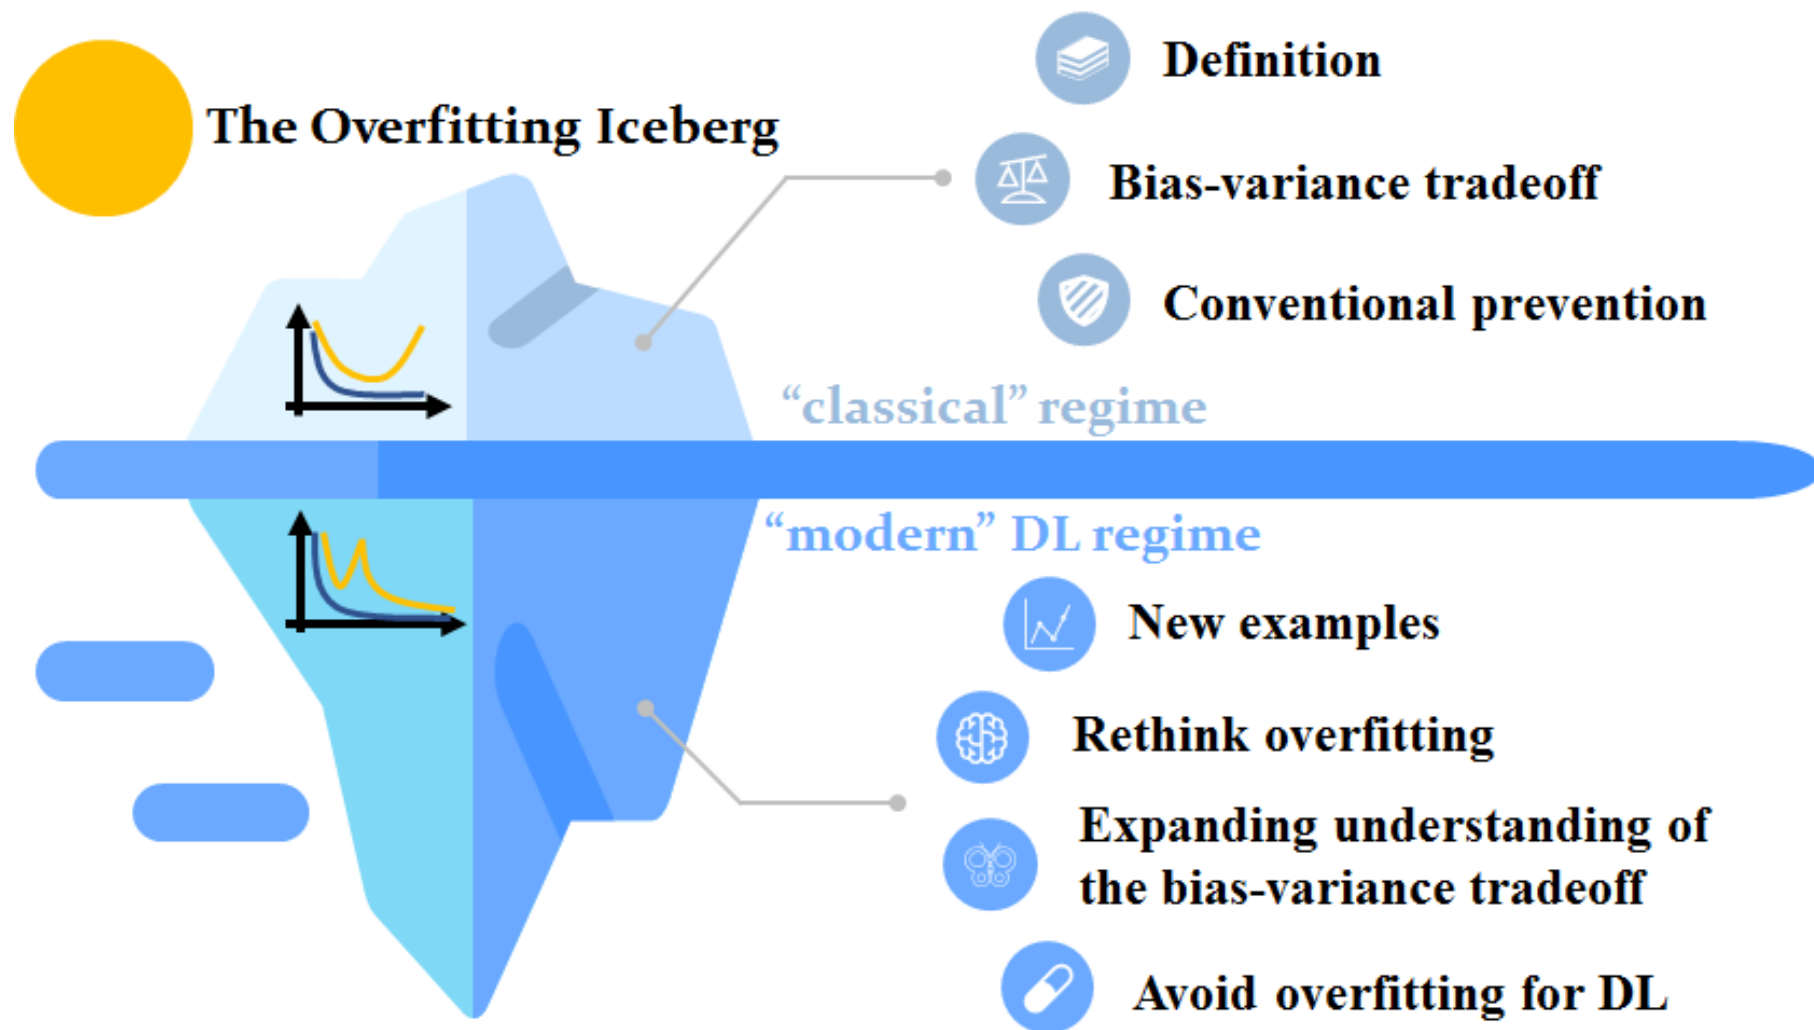 The Overfitting Iceberg
Definition
Bias-variance tradeoff
Conventional prevention
“classical” regime
“modern” DL regime
New examples
Rethink overfitting
Expanding understanding of
the bias-variance tradeoff
Avoid overfitting for DL